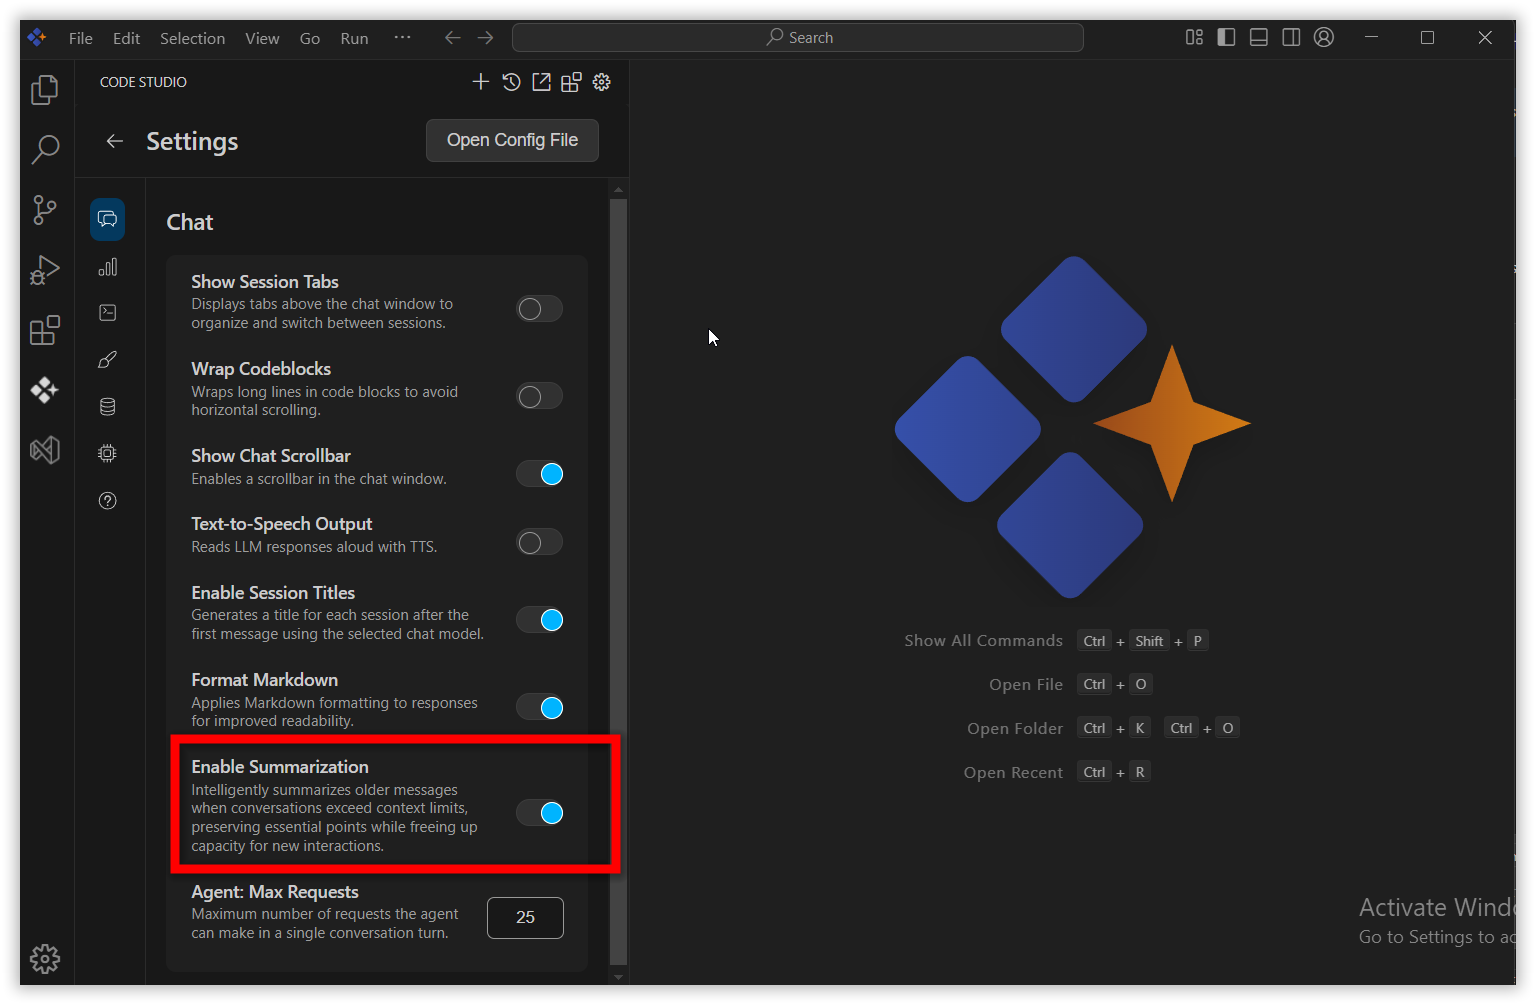 File Edit Selection View Go Run ··· Search
CODE STUDIO
Settings
Open Config File
Chat
Show Session Tabs
Displays tabs above the chat window to
organize and switch between sessions.
Wrap Codeblocks
Wraps long lines in code blocks to avoid
horizontal scrolling.
Show Chat Scrollbar
Enables a scrollbar in the chat window.
Text-to-Speech Output
Reads LLM responses aloud with TTS.
Enable Session Titles
Generates a title for each session after the
first message using the selected chat model.
Format Markdown
Applies Markdown formatting to responses
for improved readability.
Enable Summarization
Intelligently summarizes older messages
when conversations exceed context limits,
preserving essential points while freeing up
capacity for new interactions.
Agent: Max Requests
Maximum number of requests the agent
can make in a single conversation turn.
25
Show All Commands Ctrl + Shift + P
Open File Ctrl + O
Open Folder Ctrl + K Ctrl + O
Open Recent Ctrl + R
Activate Windo
Go to Settings to ac